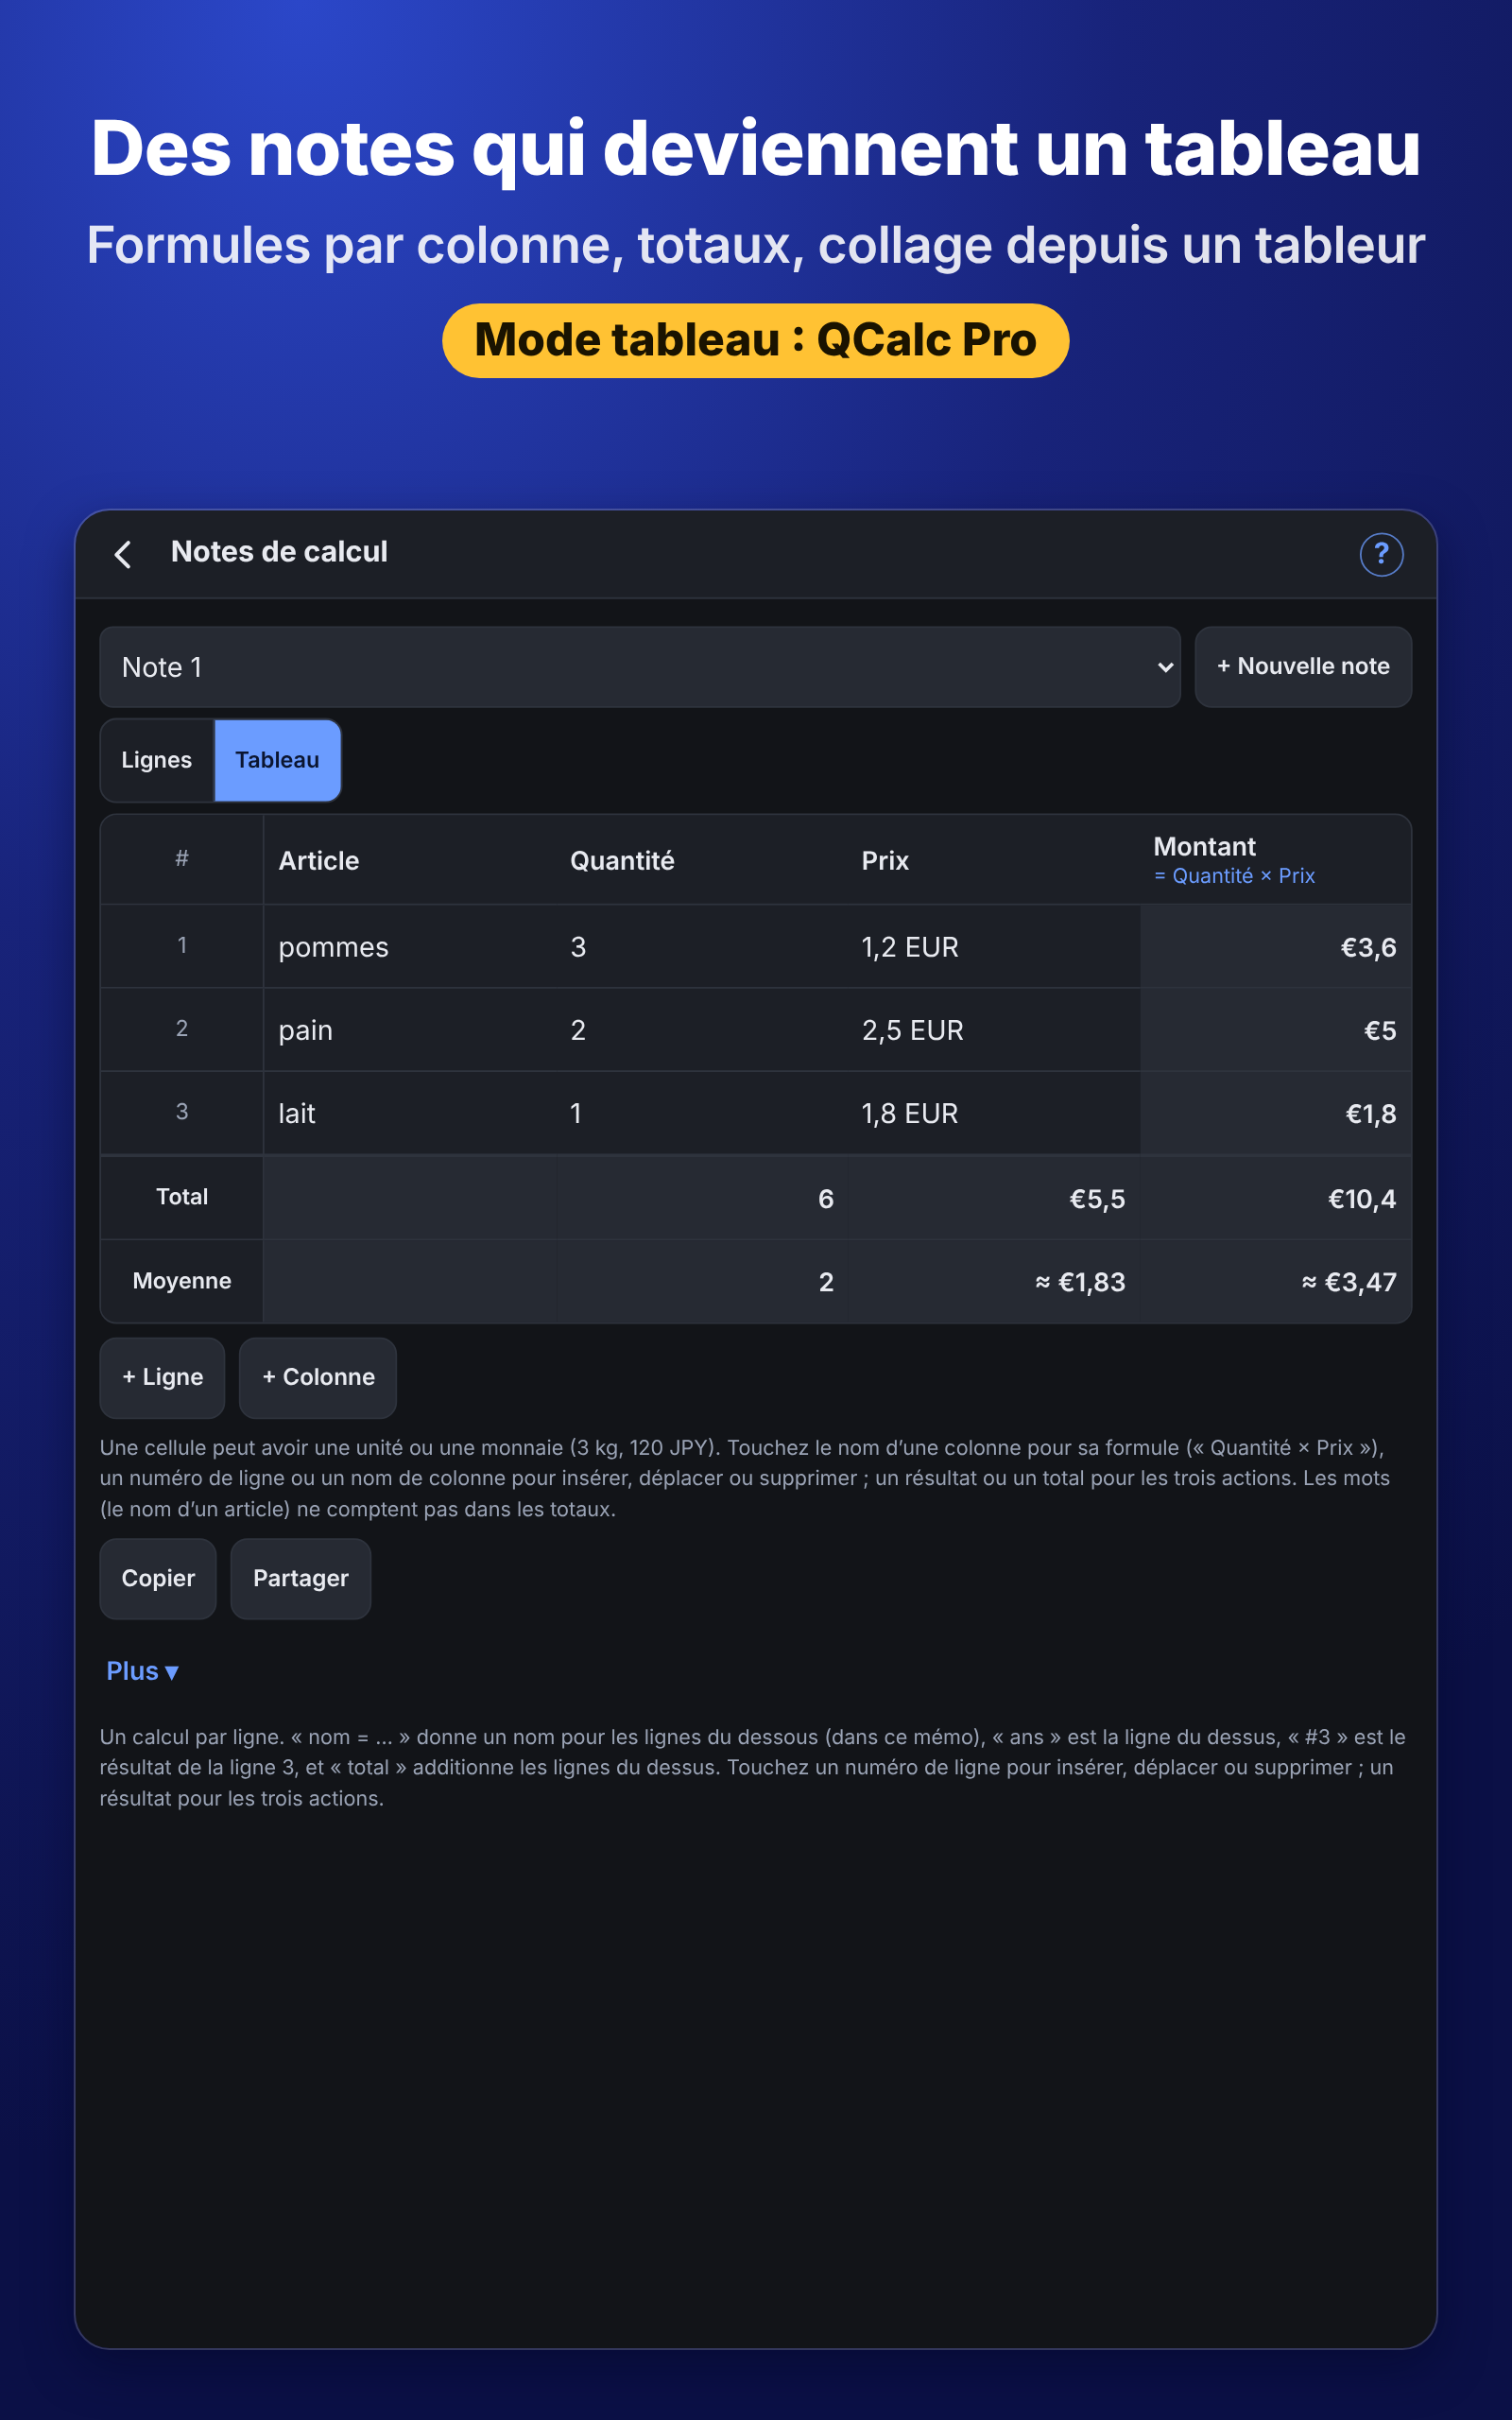 Des notes qui deviennent un tableau
Formules par colonne, totaux, collage depuis un tableur
Mode tableau : QCalc Pro
Notes de calcul
?
Note 1
+ Nouvelle note
Lignes
Tableau
#
Article
Quantité
Prix
Montant
= Quantité × Prix
1
pommes
3
1,2 EUR
€3,6
2
pain
2
2,5 EUR
€5
3
lait
1
1,8 EUR
€1,8
Total
6
€5,5
€10,4
Moyenne
2
≈ €1,83
≈ €3,47
+ Ligne
+ Colonne
Une cellule peut avoir une unité ou une monnaie (3 kg, 120 JPY). Touchez le nom d’une colonne pour sa formule (« Quantité × Prix »),
un numéro de ligne ou un nom de colonne pour insérer, déplacer ou supprimer ; un résultat ou un total pour les trois actions. Les mots
(le nom d’un article) ne comptent pas dans les totaux.
Copier
Partager
Plus ▾
Un calcul par ligne. « nom = ... » donne un nom pour les lignes du dessous (dans ce mémo), « ans » est la ligne du dessus, « #3 » est le
résultat de la ligne 3, et « total » additionne les lignes du dessus. Touchez un numéro de ligne pour insérer, déplacer ou supprimer ; un
résultat pour les trois actions.